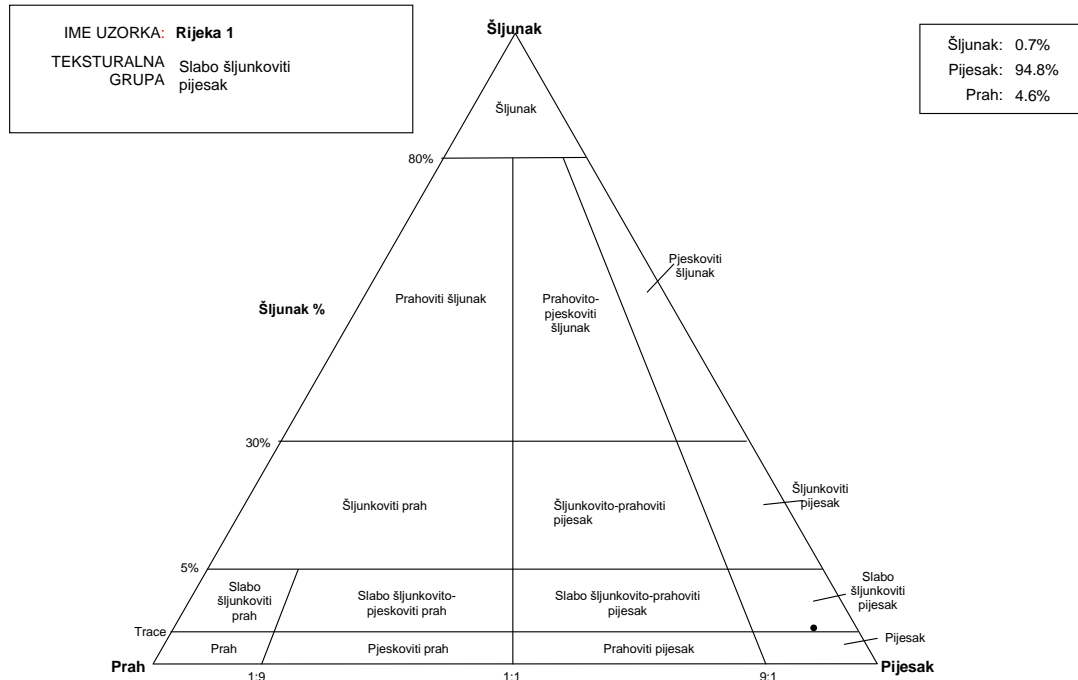 IME UZORKA: Rijeka 1
TEKSTURALNA
GRUPA
Slabo šljunkoviti
pijesak
Šljunak: 0.7%
Pijesak: 94.8%
Prah: 4.6%
Šljunak
Šljunak
80%
Pjeskoviti
šljunak
Šljunak %
Prahoviti šljunak
Prahovito-
pjeskoviti
šljunak
30%
Šljunkoviti prah
Šljunkovito-prahoviti
pijesak
Šljunkoviti
pijesak
5%
Slabo
šljunkoviti
prah
Slabo šljunkovito-
pjeskoviti prah
Slabo šljunkovito-prahoviti
pijesak
Slabo
šljunkoviti
pijesak
Trace
Prah
Pjeskoviti prah
Prahoviti pijesak
Pijesak
Prah
Pijesak
1:9
1:1
9:1